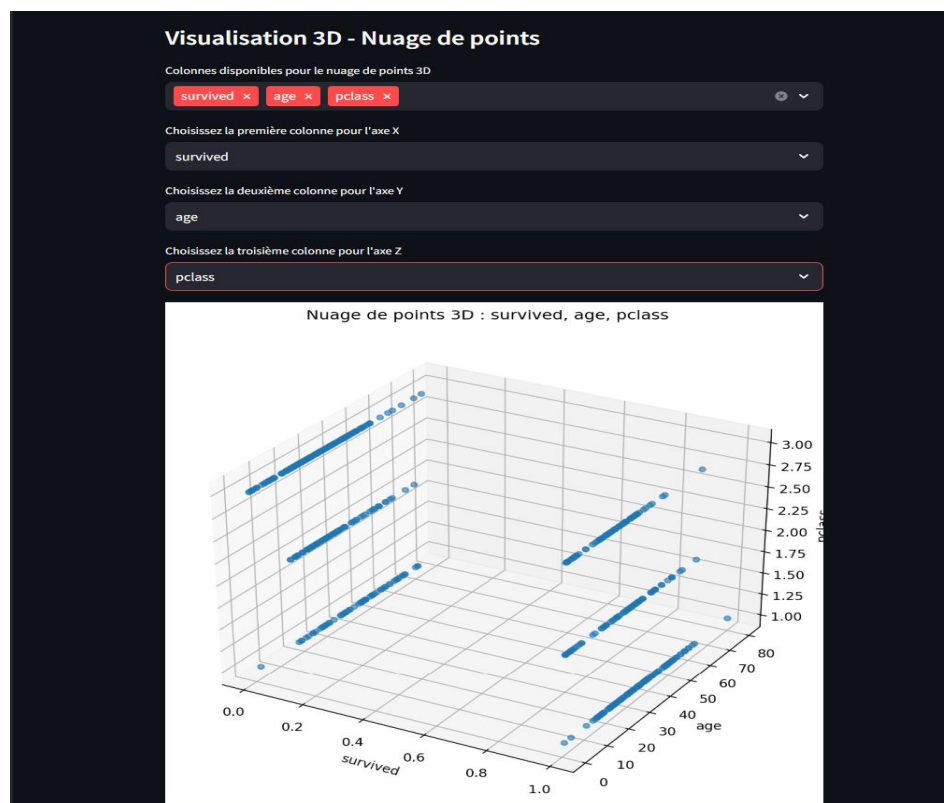 Visualisation 3D - Nuage de points
Colonnes disponibles pour le nuage de points 3D
survived × age × pclass ×
Choisissez la première colonne pour l'axe X
survived
Choisissez la deuxième colonne pour l'axe Y
age
Choisissez la troisième colonne pour l'axe Z
pclass
Nuage de points 3D : survived, age, pclass
3.00
2.75
2.50
2.25
2.00
1.75
1.50
1.25
1.00
pclass
80
70
60
50
40
30
20
10
0
age
0.0
0.2
0.4
0.6
0.8
1.0
survived